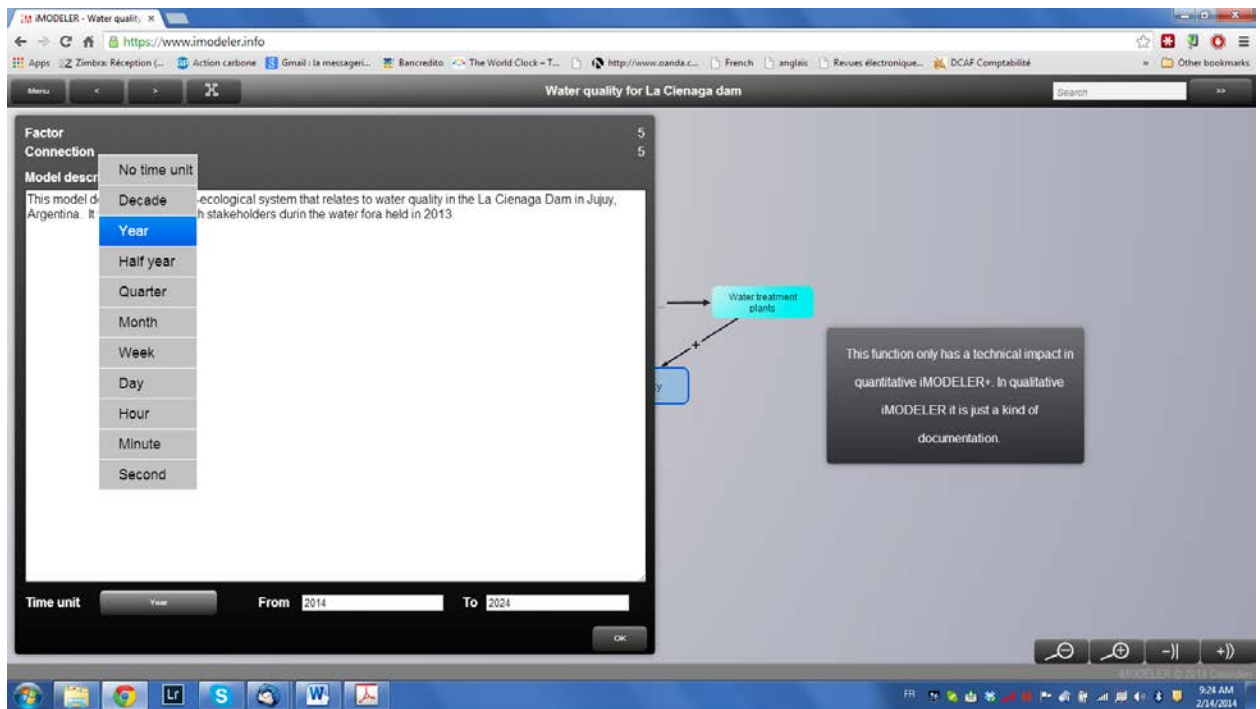 iMODELER - Water quality
https://www.imodeler.info
Apps Zimbra: Réception (... Action carbone Gmail : la messageri... Bancredito The World Clock – T... http://www.oanda.c... French anglais Revues électronique... DCAF Comptabilité » Other bookmarks
Menu < > Water quality for La Cienaga dam Search >>
Factor 5
Connection 5
Model descr
This model d -ecological system that relates to water quality in the La Cienaga Dam in Jujuy,
Argentina. It h stakeholders durin the water fora held in 2013.
No time unit
Decade
Year
Half year
Quarter
Month
Week
Day
Hour
Minute
Second
Water treatment
plants
+
y
This function only has a technical impact in
quantitative iMODELER+. In qualitative
iMODELER it is just a kind of
documentation.
Time unit Year From 2014 To 2024
OK
-)| +))
Lr S W
FR 9:24 AM
2/14/2014